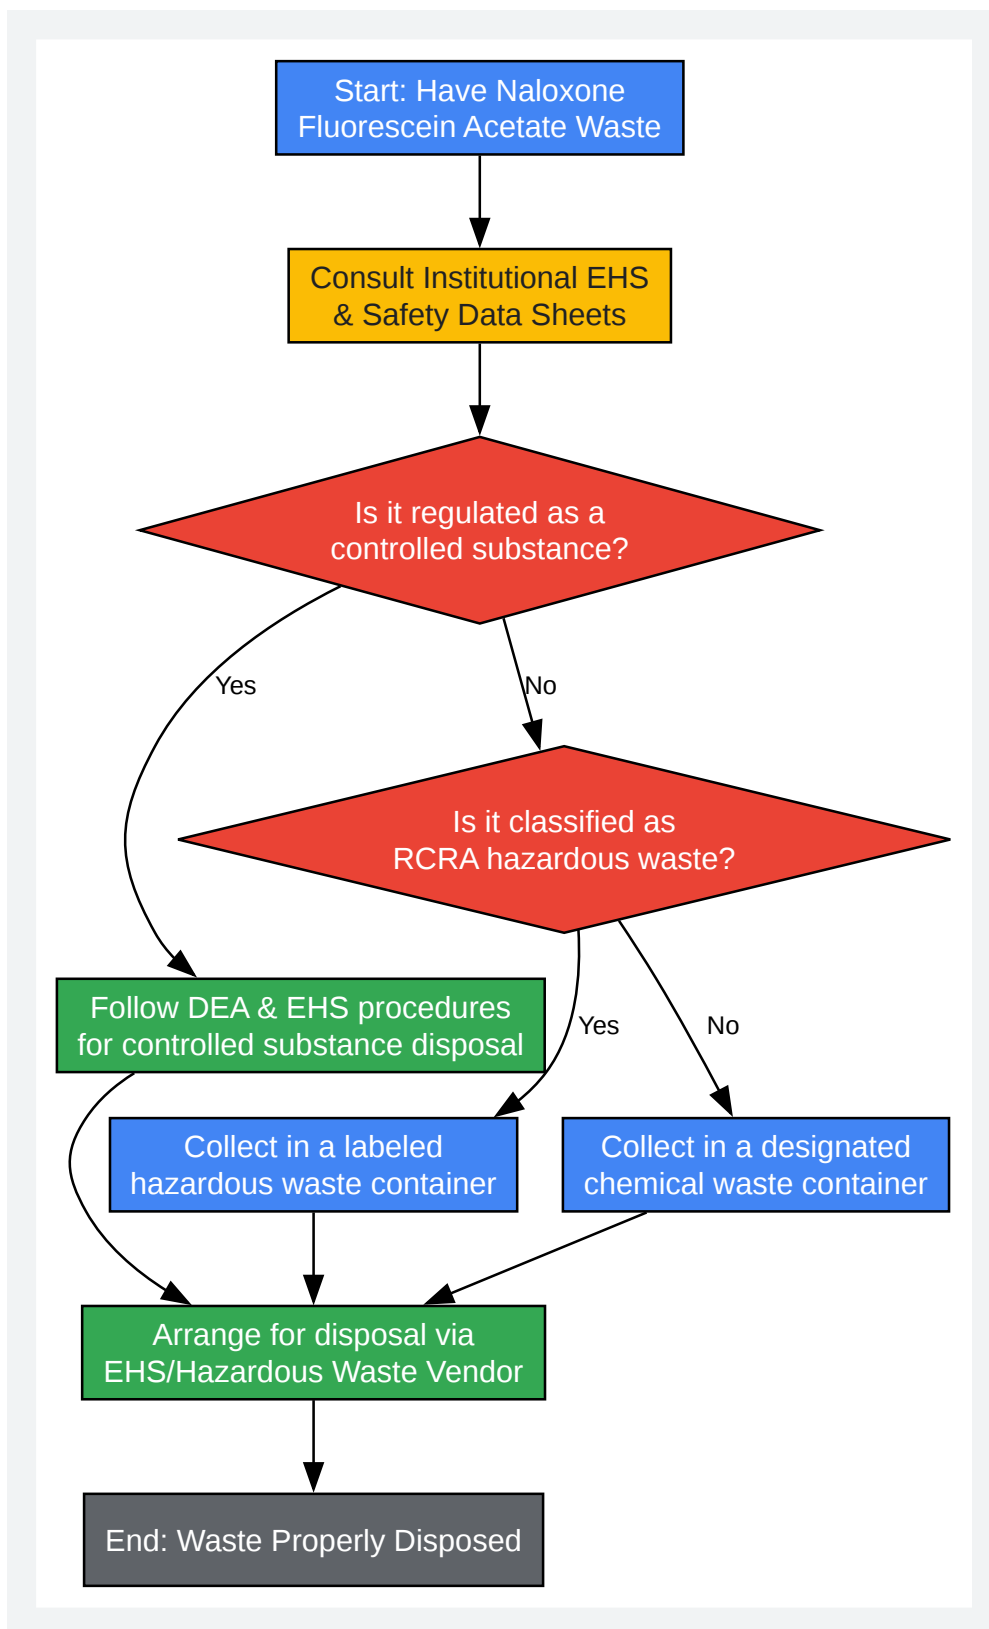 Start: Have Naloxone
Fluorescein Acetate Waste
Consult Institutional EHS
& Safety Data Sheets
Is it regulated as a
controlled substance?
Yes
No
Is it classified as
RCRA hazardous waste?
Follow DEA & EHS procedures
for controlled substance disposal
Yes
No
Collect in a labeled
hazardous waste container
Collect in a designated
chemical waste container
Arrange for disposal via
EHS/Hazardous Waste Vendor
End: Waste Properly Disposed